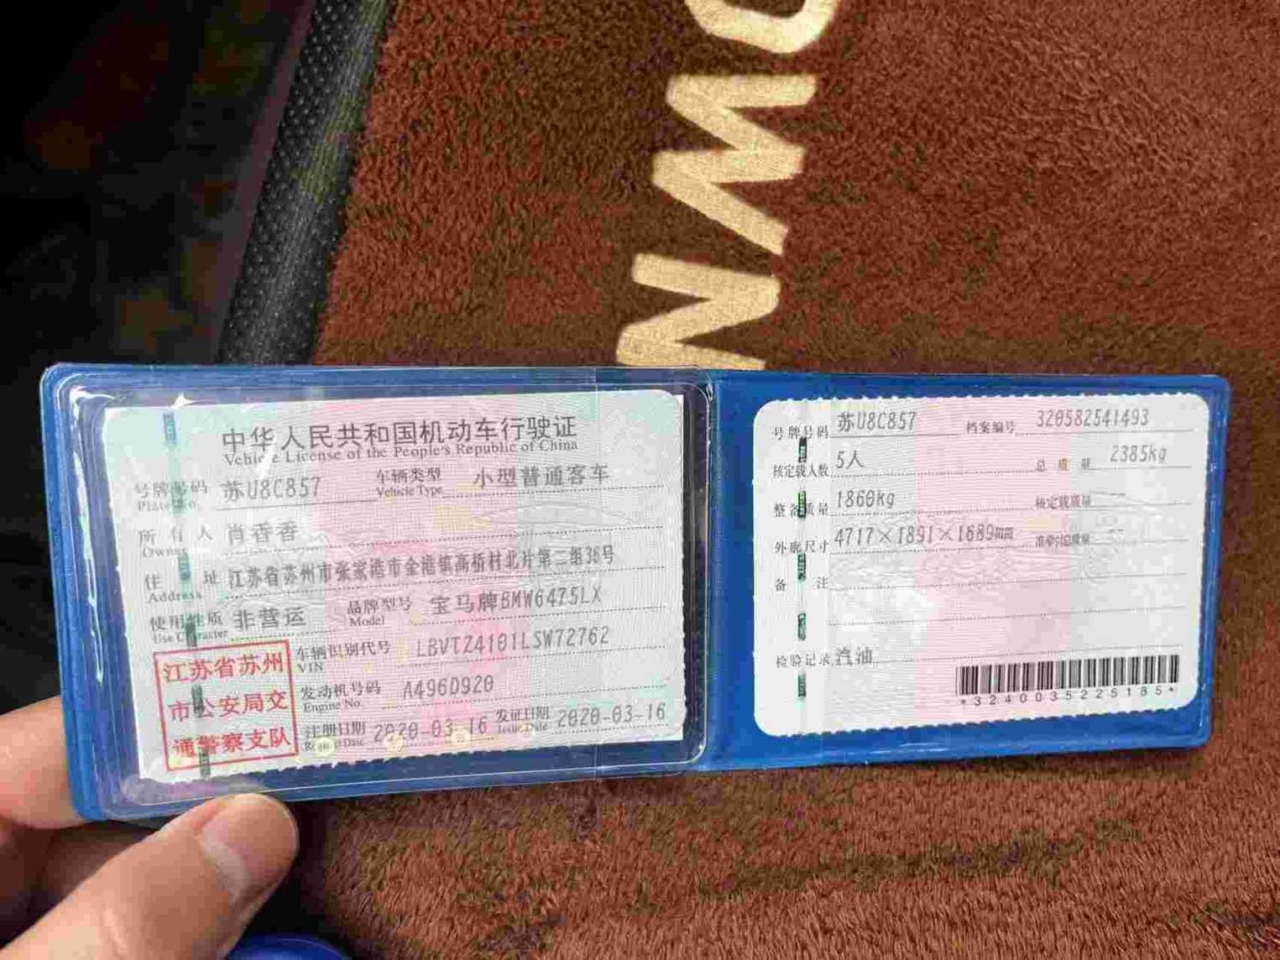 OWN
中华人民共和国机动车行驶证
Vehicle License of the People's Republic of China
号牌号码 苏U8C857 车辆类型 小型普通客车
Plate No. Vehicle Type
所有人 肖香香
Owner
住址 江苏省苏州市张家港市金港镇高桥村北片第二组36号
Address
使用性质 非营运 品牌型号 宝马牌BMW6475LX
Use Character Model
江苏省苏州
市公安局交
通警察支队
车辆识别代号 LBVTZ4101LSW72762
VIN
发动机号码 A496D920
Engine No.
注册日期 2020-03-16 发证日期 2020-03-16
Register Date Issue Date
号牌号码 苏U8C857 档案编号 320582541493
核定载人数 5人 总质量 2385kg
整备质量 1860kg 核定载质量
外廓尺寸 4717×1891×1689mm 准牵引总质量 --
备注
检验记录 汽油
*3240035225185*